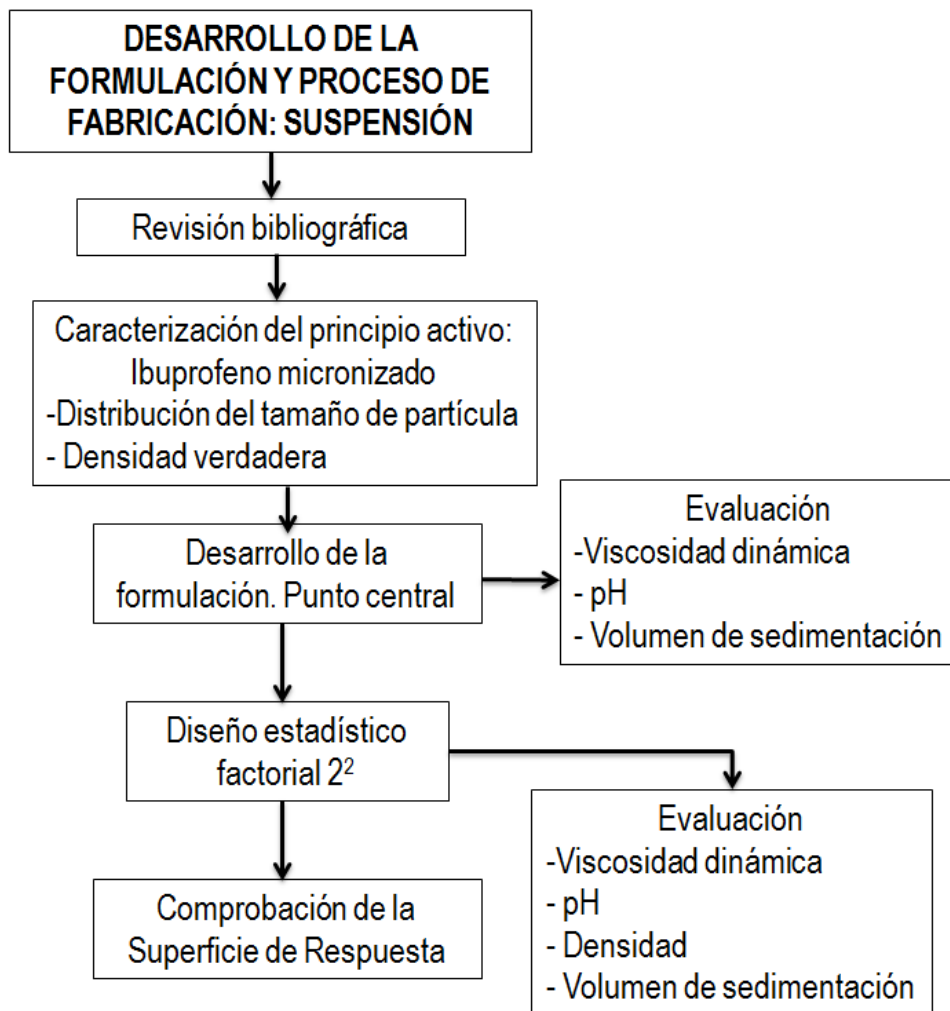 DESARROLLO DE LA
FORMULACIÓN Y PROCESO DE
FABRICACIÓN: SUSPENSIÓN
Revisión bibliográfica
Caracterización del principio activo:
Ibuprofeno micronizado
-Distribución del tamaño de partícula
- Densidad verdadera
Desarrollo de la
formulación. Punto central
Evaluación
-Viscosidad dinámica
- pH
- Volumen de sedimentación
Diseño estadístico
factorial 2²
Evaluación
-Viscosidad dinámica
- pH
- Densidad
- Volumen de sedimentación
Comprobación de la
Superficie de Respuesta